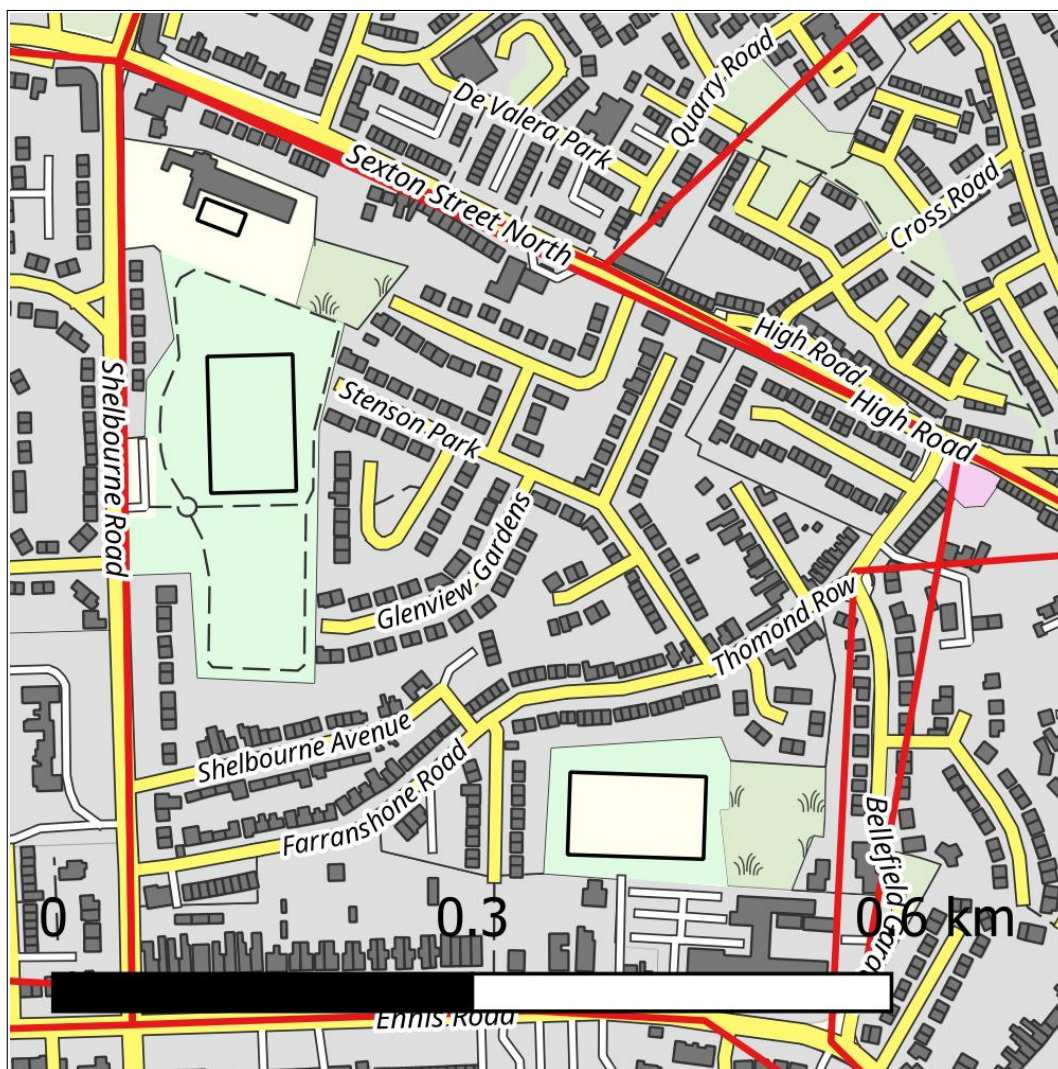 Quarry Road
De Valera Park
Sexton Street North
Cross Road
High Road
High Road
Shelbourne Road
Stenson Park
Glenview Gardens
Thomond Row
Shelbourne Avenue
Farranshone Road
Bellefield Gard
0 0.3 0.6 km
Ennis Road